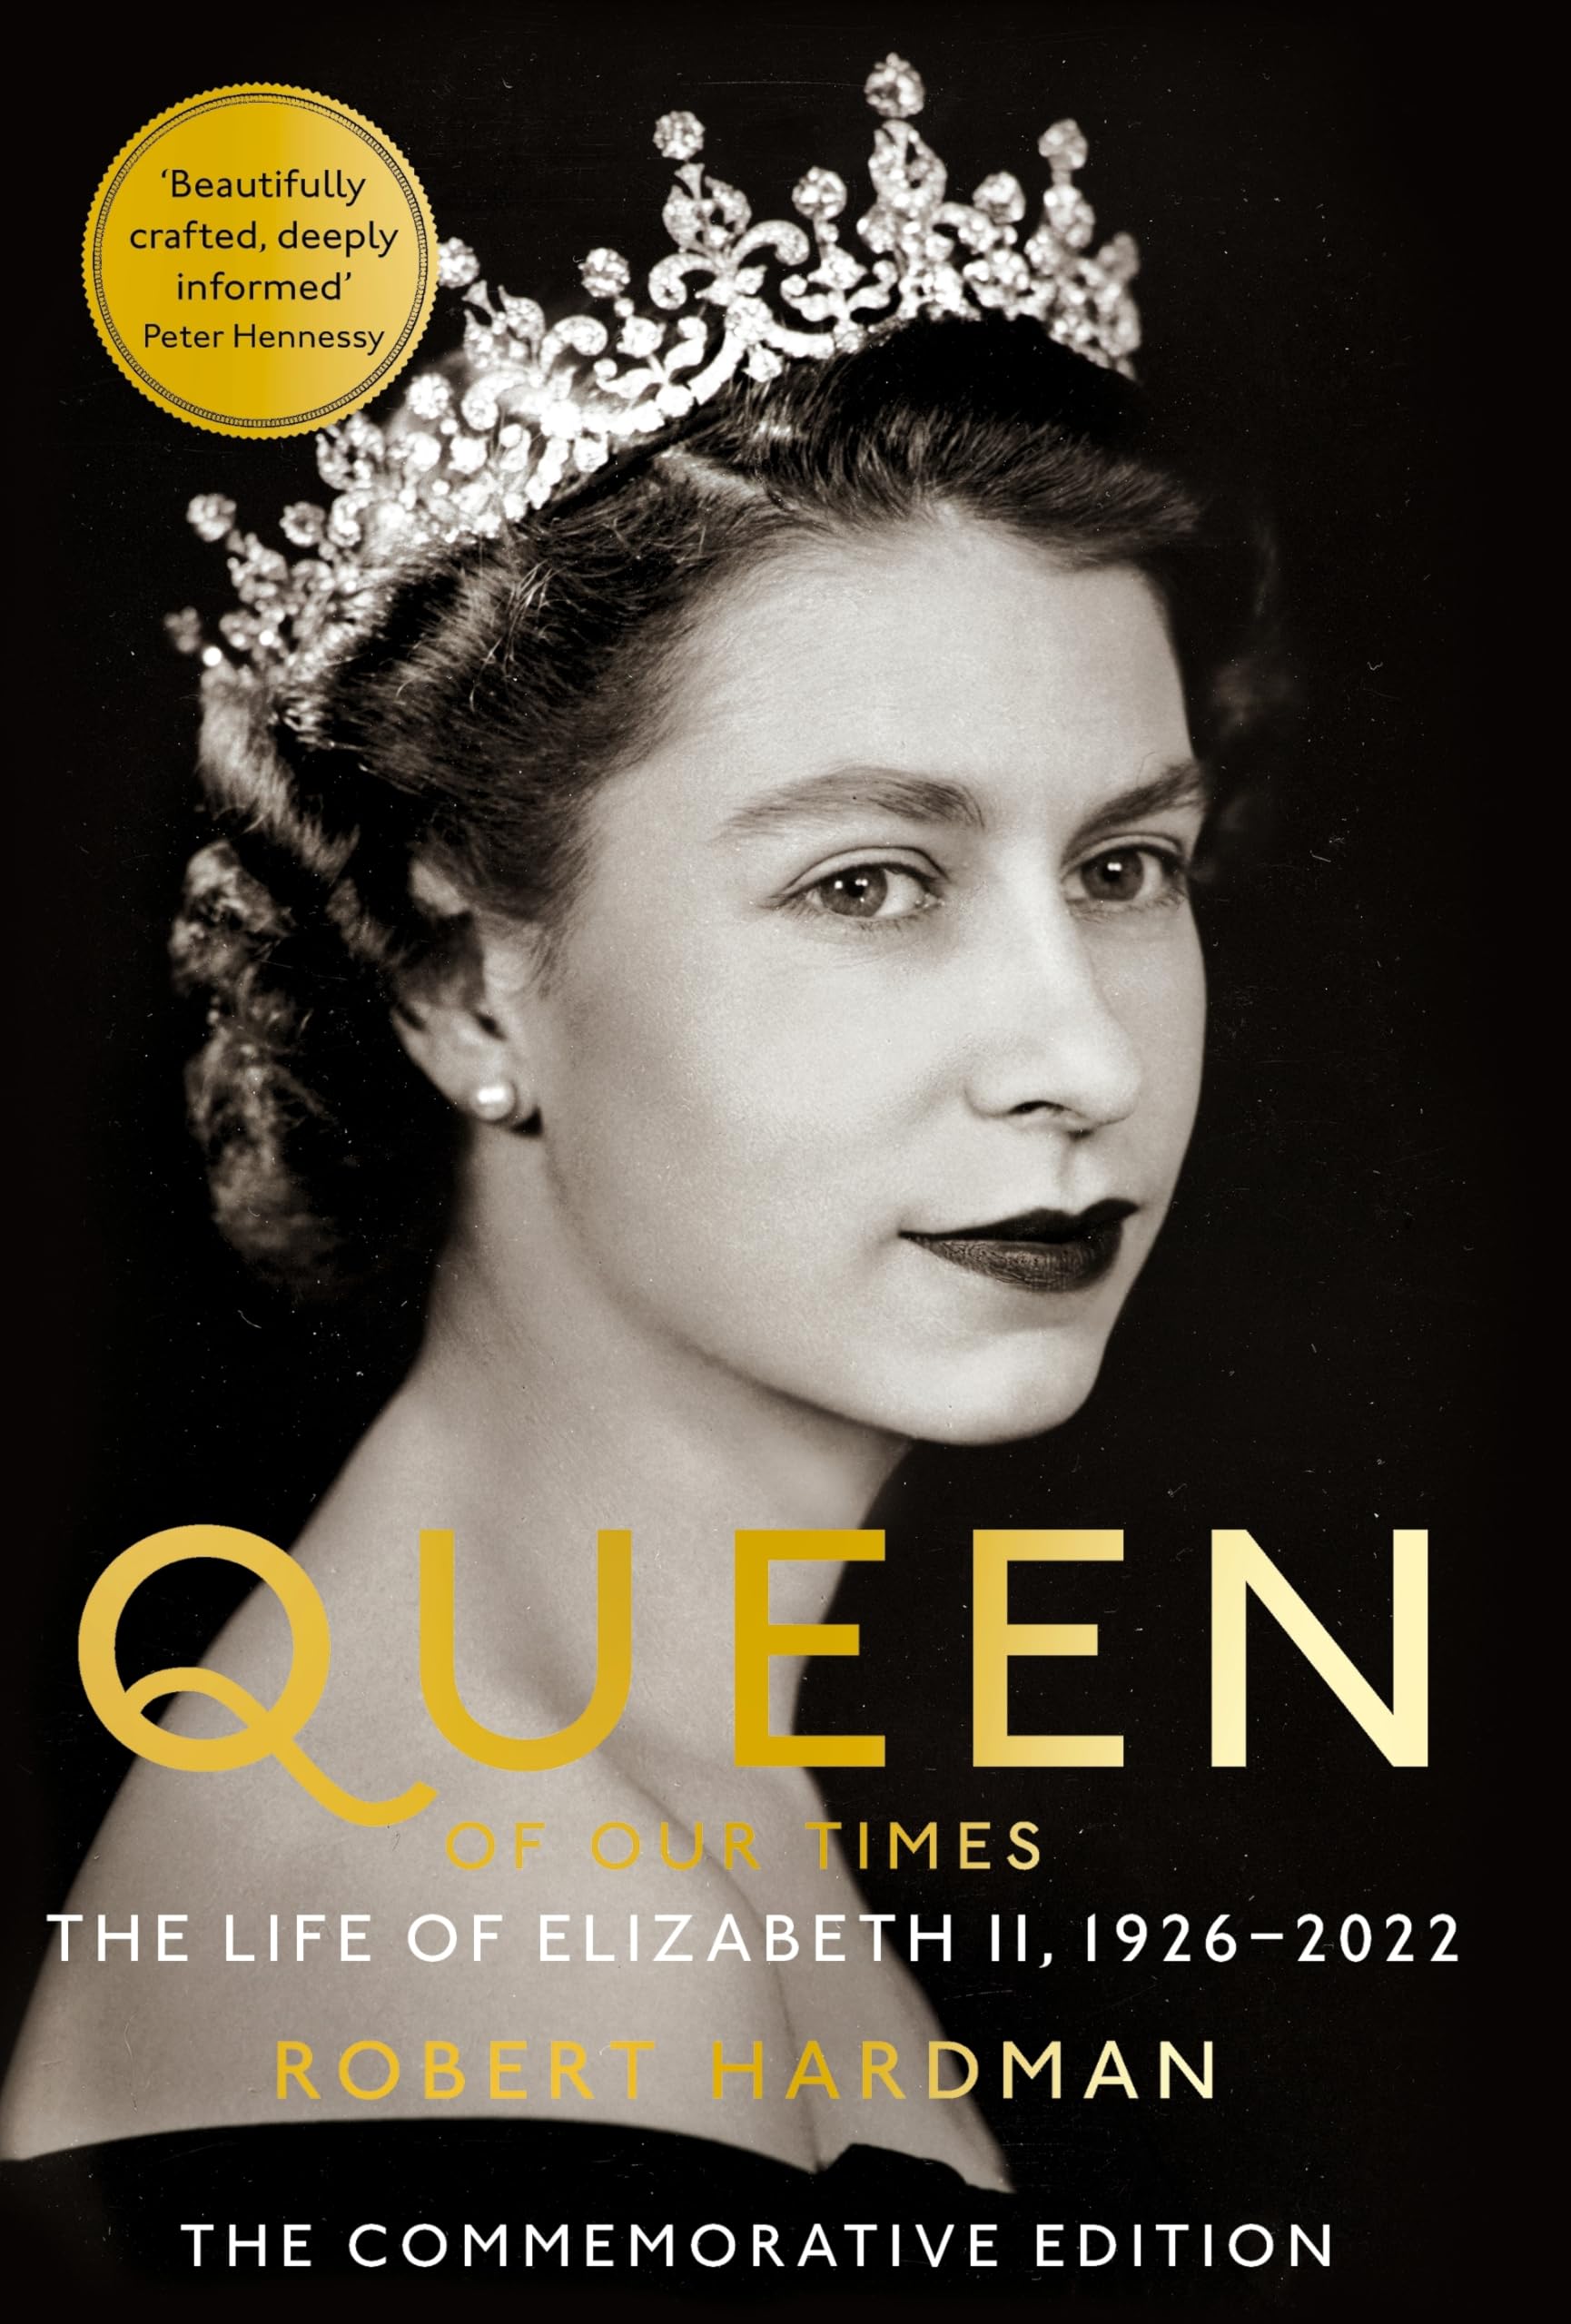 ‘Beautifully
crafted, deeply
informed’
Peter Hennessy
QUEEN
OF OUR TIMES
THE LIFE OF ELIZABETH II, 1926–2022
ROBERT HARDMAN
THE COMMEMORATIVE EDITION